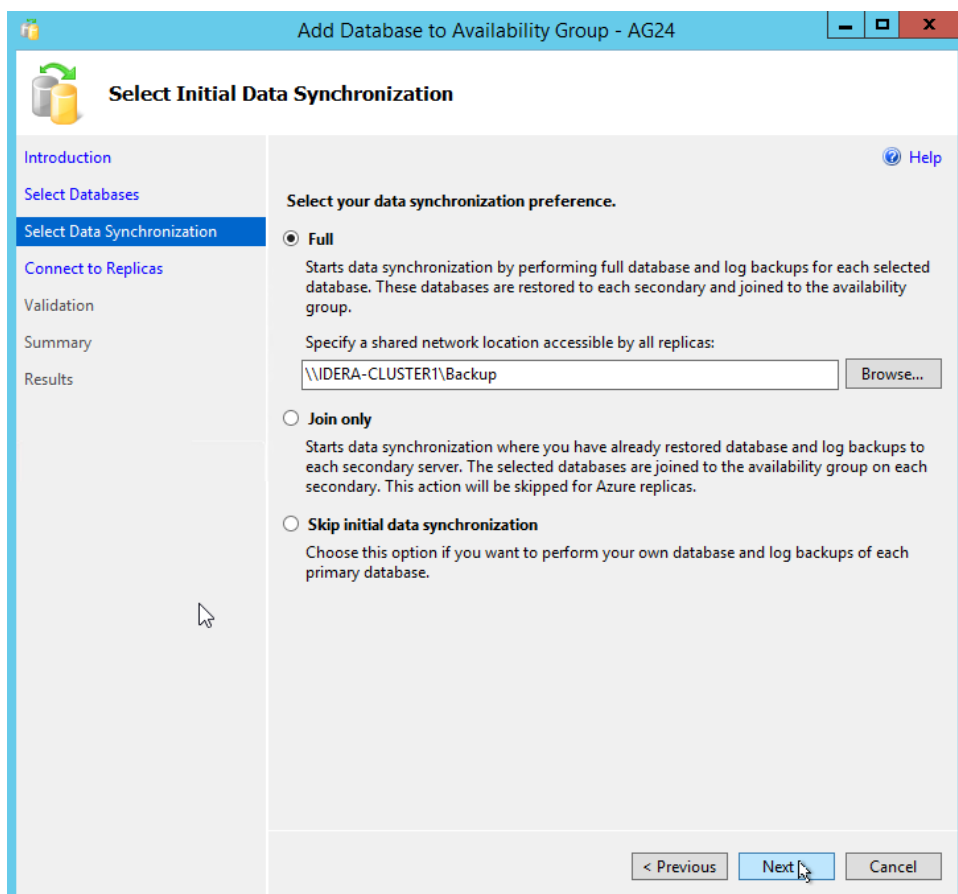 Add Database to Availability Group - AG24
Select Initial Data Synchronization
Introduction
Select Databases
Select Data Synchronization
Connect to Replicas
Validation
Summary
Results
Help
Select your data synchronization preference.
Full
Starts data synchronization by performing full database and log backups for each selected
database. These databases are restored to each secondary and joined to the availability
group.
Specify a shared network location accessible by all replicas:
\\IDERA-CLUSTER1\Backup
Browse...
Join only
Starts data synchronization where you have already restored database and log backups to
each secondary server. The selected databases are joined to the availability group on each
secondary. This action will be skipped for Azure replicas.
Skip initial data synchronization
Choose this option if you want to perform your own database and log backups of each
primary database.
< Previous
Next >
Cancel